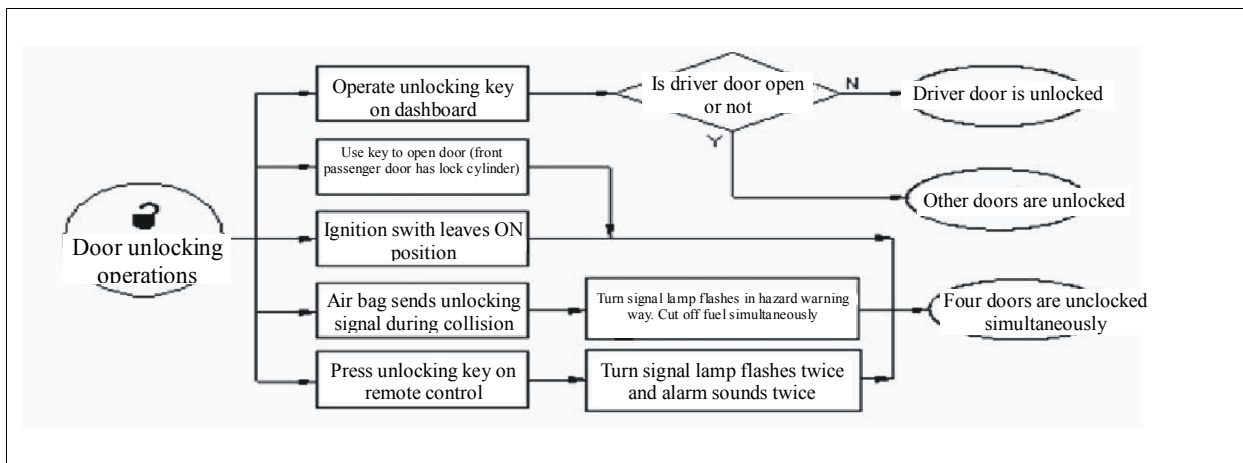 Operate unlocking key
on dashboard
Is driver door open
or not
N
Driver door is unlocked
Y
Use key to open door (front
passenger door has lock cylinder)
Other doors are unlocked
Door unlocking
operations
Ignition swith leaves ON
position
Air bag sends unlocking
signal during collision
Turn signal lamp flashes in hazard warning
way. Cut off fuel simultaneously
Four doors are unclocked
simultaneously
Press unlocking key on
remote control
Turn signal lamp flashes twice
and alarm sounds twice